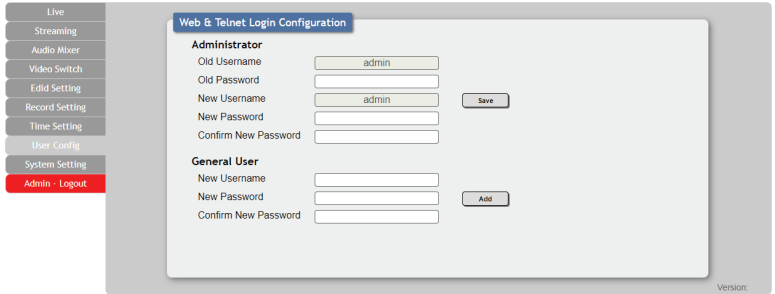 Live
Streaming
Audio Mixer
Video Switch
Edid Setting
Record Setting
Time Setting
User Config
System Setting
Admin - Logout
Web & Telnet Login Configuration
Administrator
Old Username admin
Old Password
New Username admin Save
New Password
Confirm New Password
General User
New Username
New Password Add
Confirm New Password
Version: